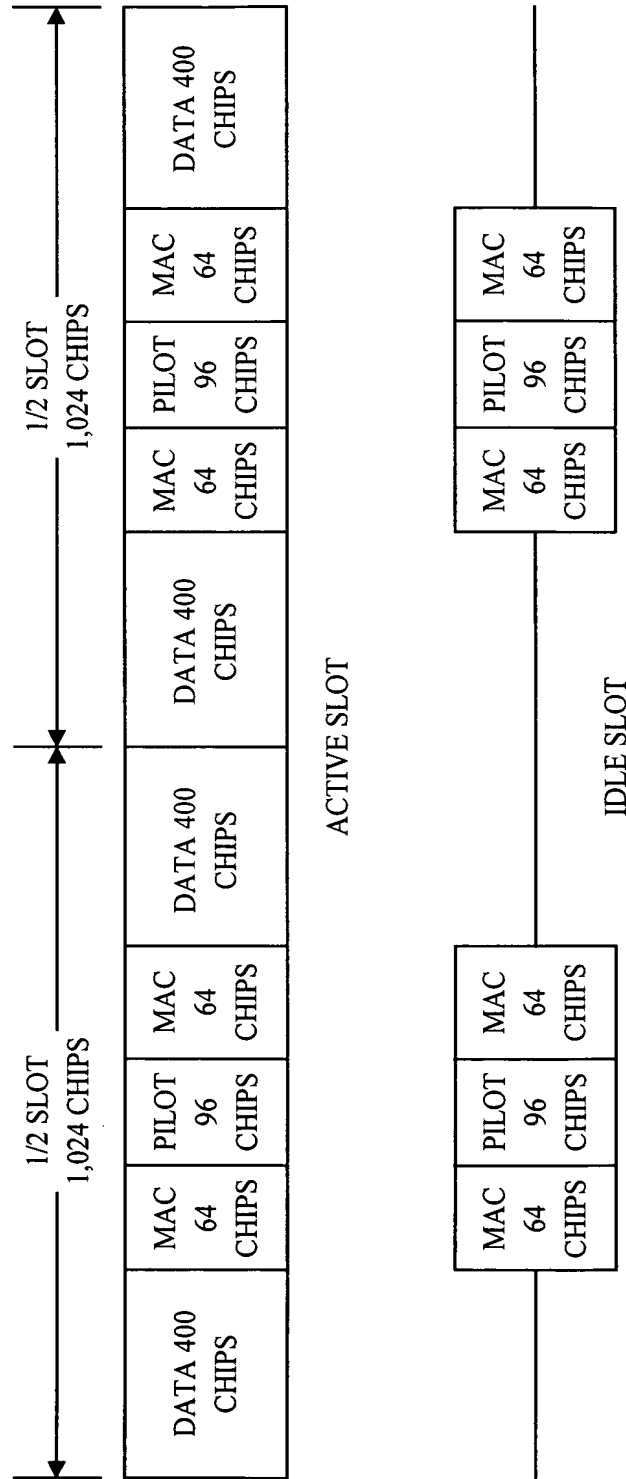 1/2 SLOT
1,024 CHIPS
1/2 SLOT
1,024 CHIPS
DATA 400
CHIPS
MAC
64
CHIPS
PILOT
96
CHIPS
MAC
64
CHIPS
DATA 400
CHIPS
DATA 400
CHIPS
MAC
64
CHIPS
PILOT
96
CHIPS
MAC
64
CHIPS
DATA 400
CHIPS
ACTIVE SLOT
MAC
64
CHIPS
PILOT
96
CHIPS
MAC
64
CHIPS
MAC
64
CHIPS
PILOT
96
CHIPS
MAC
64
CHIPS
IDLE SLOT